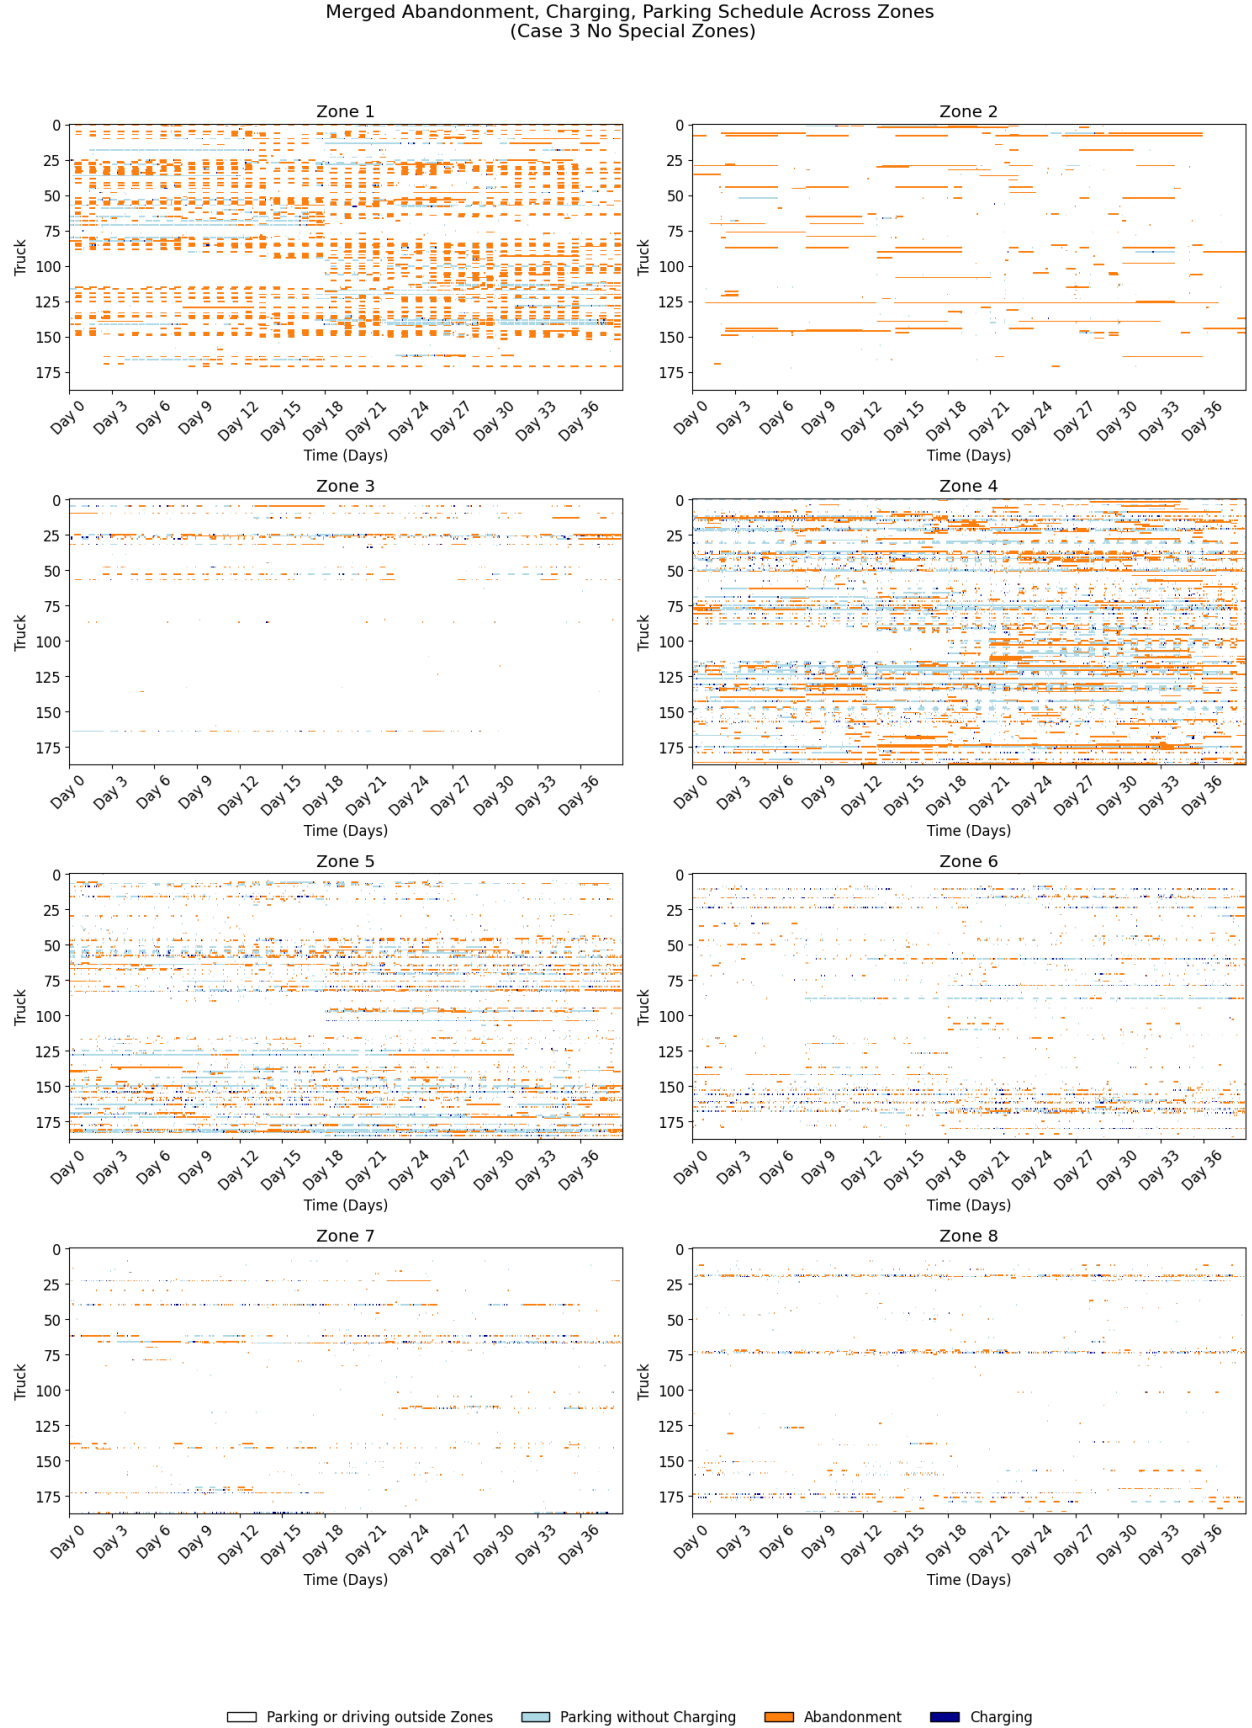 Merged Abandonment, Charging, Parking Schedule Across Zones
(Case 3 No Special Zones)
Zone 1
Truck
0
25
50
75
100
125
150
175
Day 0 Day 3 Day 6 Day 9 Day 12 Day 15 Day 18 Day 21 Day 24 Day 27 Day 30 Day 33 Day 36
Time (Days)
Zone 2
Truck
0
25
50
75
100
125
150
175
Day 0 Day 3 Day 6 Day 9 Day 12 Day 15 Day 18 Day 21 Day 24 Day 27 Day 30 Day 33 Day 36
Time (Days)
Zone 3
Truck
0
25
50
75
100
125
150
175
Day 0 Day 3 Day 6 Day 9 Day 12 Day 15 Day 18 Day 21 Day 24 Day 27 Day 30 Day 33 Day 36
Time (Days)
Zone 4
Truck
0
25
50
75
100
125
150
175
Day 0 Day 3 Day 6 Day 9 Day 12 Day 15 Day 18 Day 21 Day 24 Day 27 Day 30 Day 33 Day 36
Time (Days)
Zone 5
Truck
0
25
50
75
100
125
150
175
Day 0 Day 3 Day 6 Day 9 Day 12 Day 15 Day 18 Day 21 Day 24 Day 27 Day 30 Day 33 Day 36
Time (Days)
Zone 6
Truck
0
25
50
75
100
125
150
175
Day 0 Day 3 Day 6 Day 9 Day 12 Day 15 Day 18 Day 21 Day 24 Day 27 Day 30 Day 33 Day 36
Time (Days)
Zone 7
Truck
0
25
50
75
100
125
150
175
Day 0 Day 3 Day 6 Day 9 Day 12 Day 15 Day 18 Day 21 Day 24 Day 27 Day 30 Day 33 Day 36
Time (Days)
Zone 8
Truck
0
25
50
75
100
125
150
175
Day 0 Day 3 Day 6 Day 9 Day 12 Day 15 Day 18 Day 21 Day 24 Day 27 Day 30 Day 33 Day 36
Time (Days)
Parking or driving outside Zones Parking without Charging Abandonment Charging